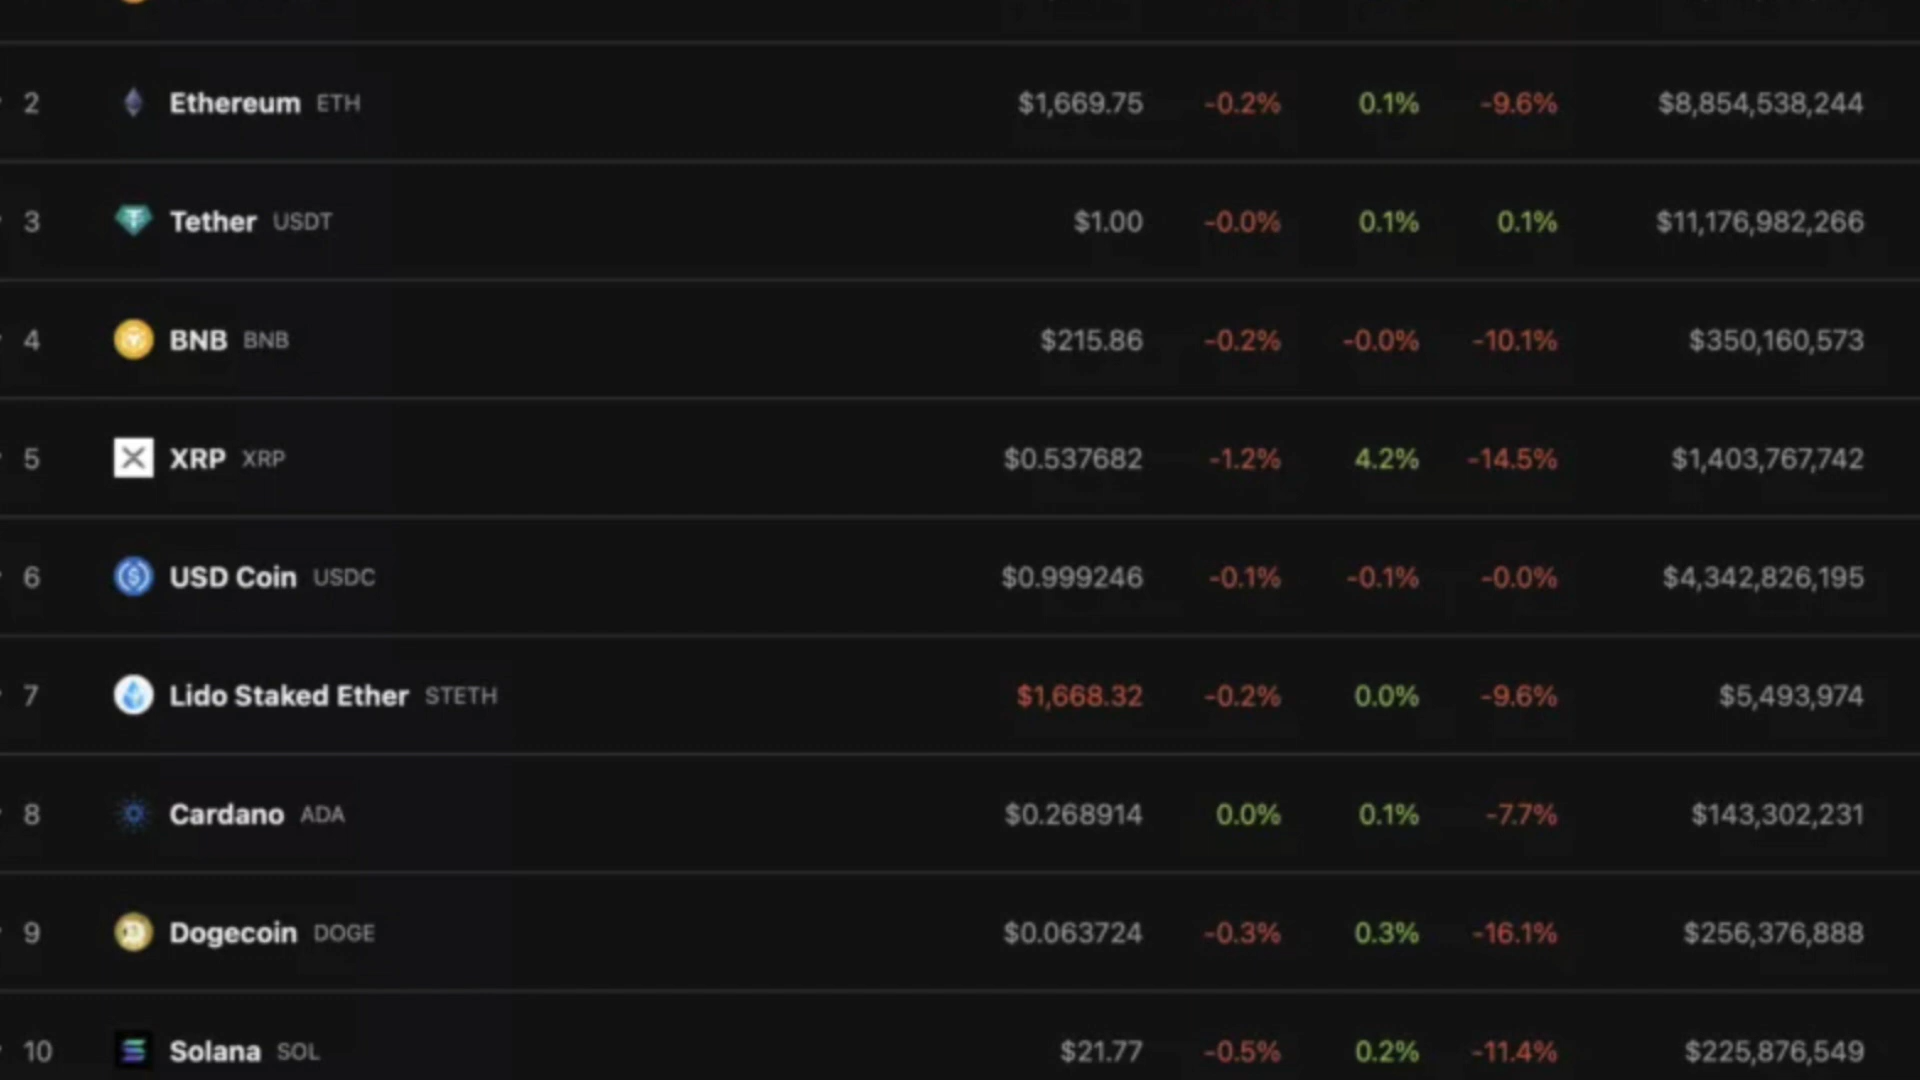 2 Ethereum ETH $1,669.75 -0.2% 0.1% -9.6% $8,854,538,244
3 Tether USDT $1.00 -0.0% 0.1% 0.1% $11,176,982,266
4 BNB BNB $215.86 -0.2% -0.0% -10.1% $350,160,573
5 XRP XRP $0.537682 -1.2% 4.2% -14.5% $1,403,767,742
6 USD Coin USDC $0.999246 -0.1% -0.1% -0.0% $4,342,826,195
7 Lido Staked Ether STETH $1,668.32 -0.2% 0.0% -9.6% $5,493,974
8 Cardano ADA $0.268914 0.0% 0.1% -7.7% $143,302,231
9 Dogecoin DOGE $0.063724 -0.3% 0.3% -16.1% $256,376,888
10 Solana SOL $21.77 -0.5% 0.2% -11.4% $225,876,549